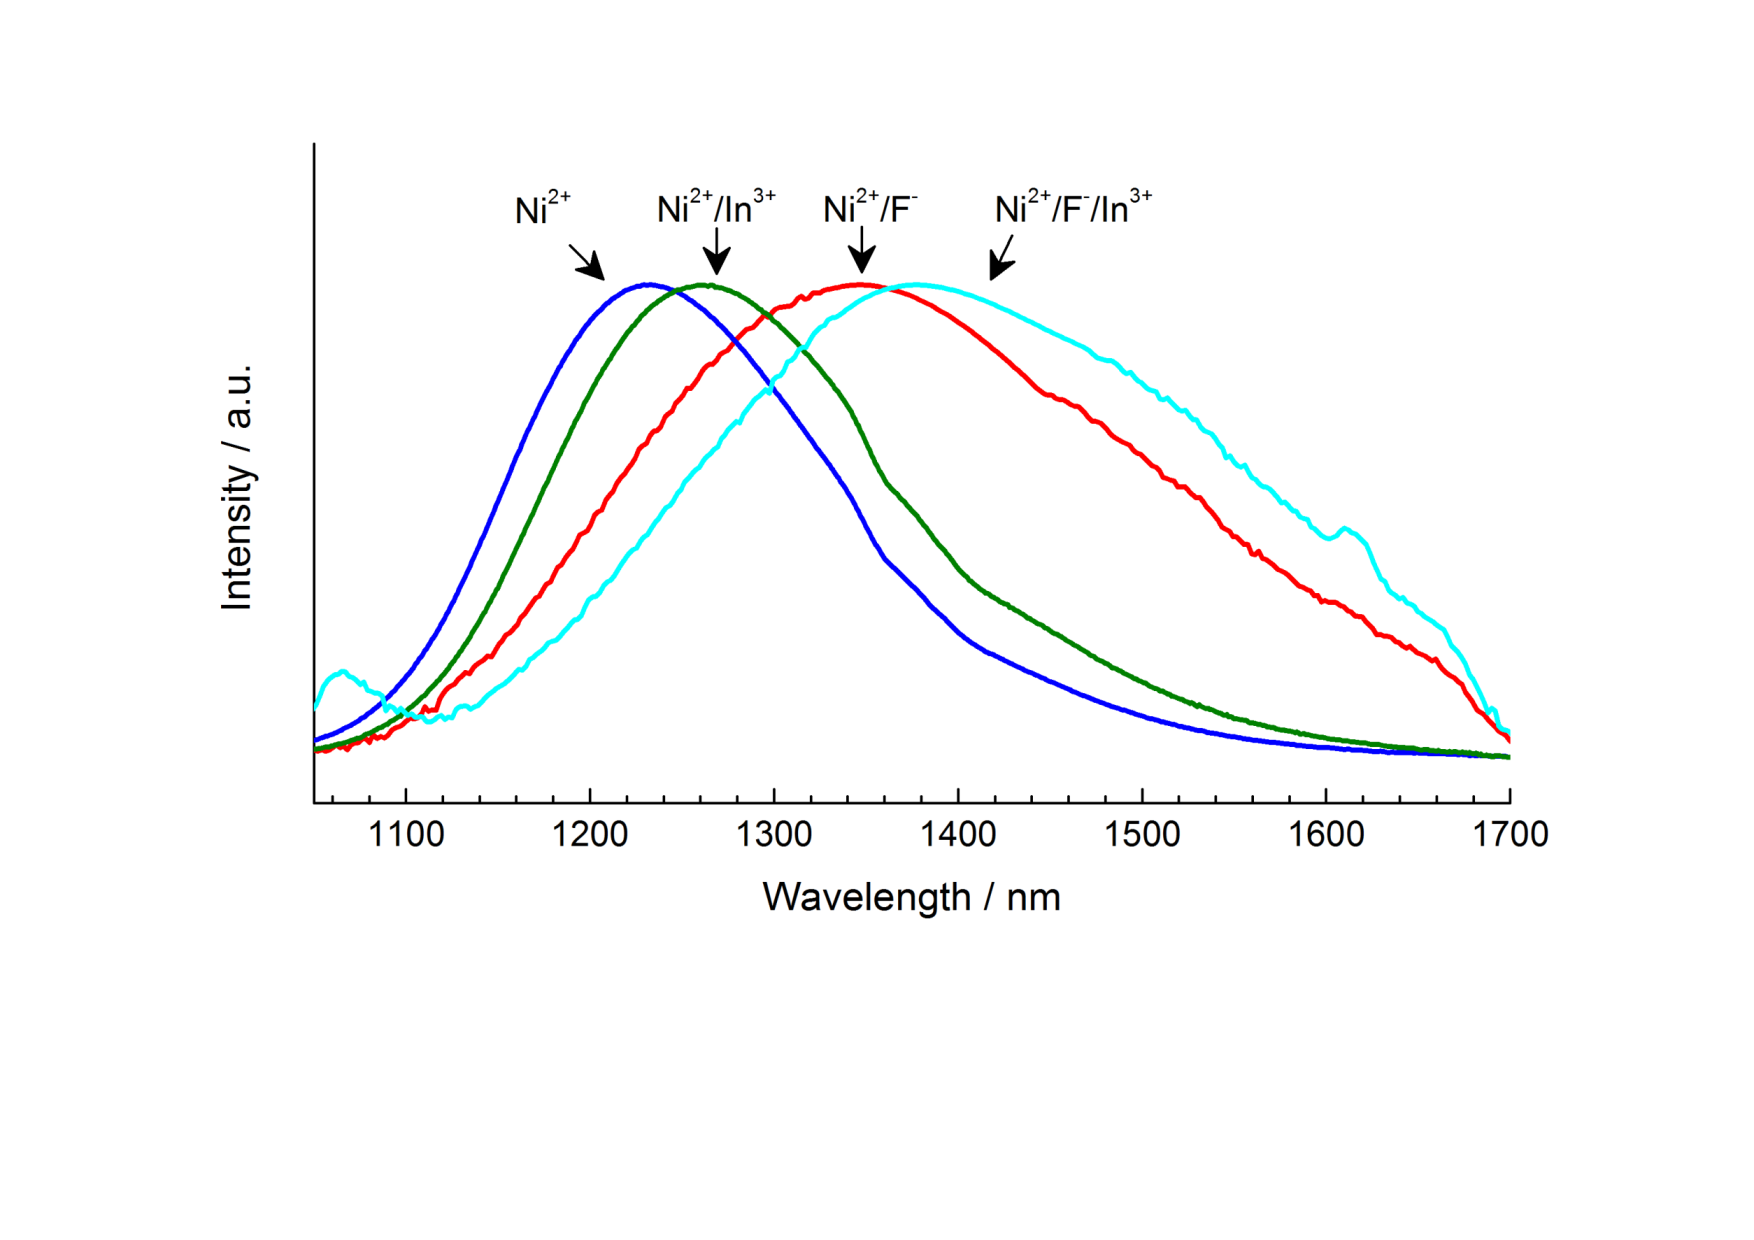 Ni²⁺ Ni²⁺/In³⁺ Ni²⁺/F⁻ Ni²⁺/F⁻/In³⁺
Intensity / a.u.
1100 1200 1300 1400 1500 1600 1700
Wavelength / nm